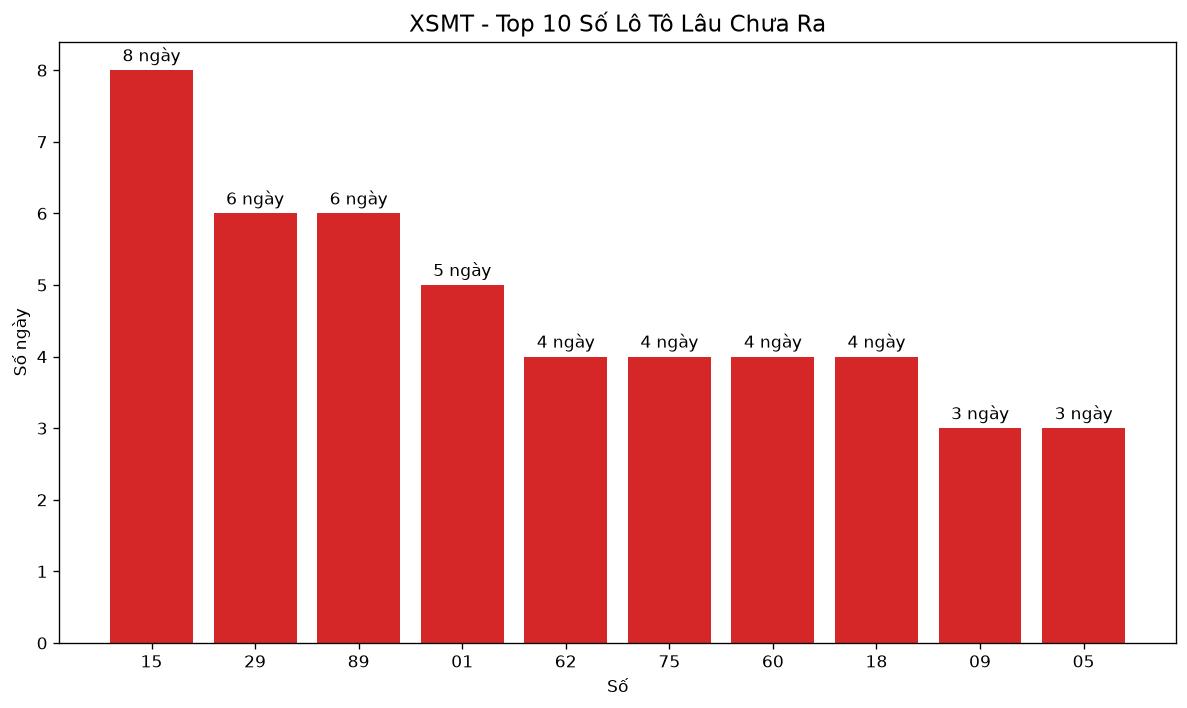 XSMT - Top 10 Số Lô Tô Lâu Chưa Ra
8 ngày
6 ngày
6 ngày
5 ngày
4 ngày
4 ngày
4 ngày
4 ngày
3 ngày
3 ngày
Số ngày
8
7
6
5
4
3
2
1
0
15 29 89 01 62 75 60 18 09 05
Số